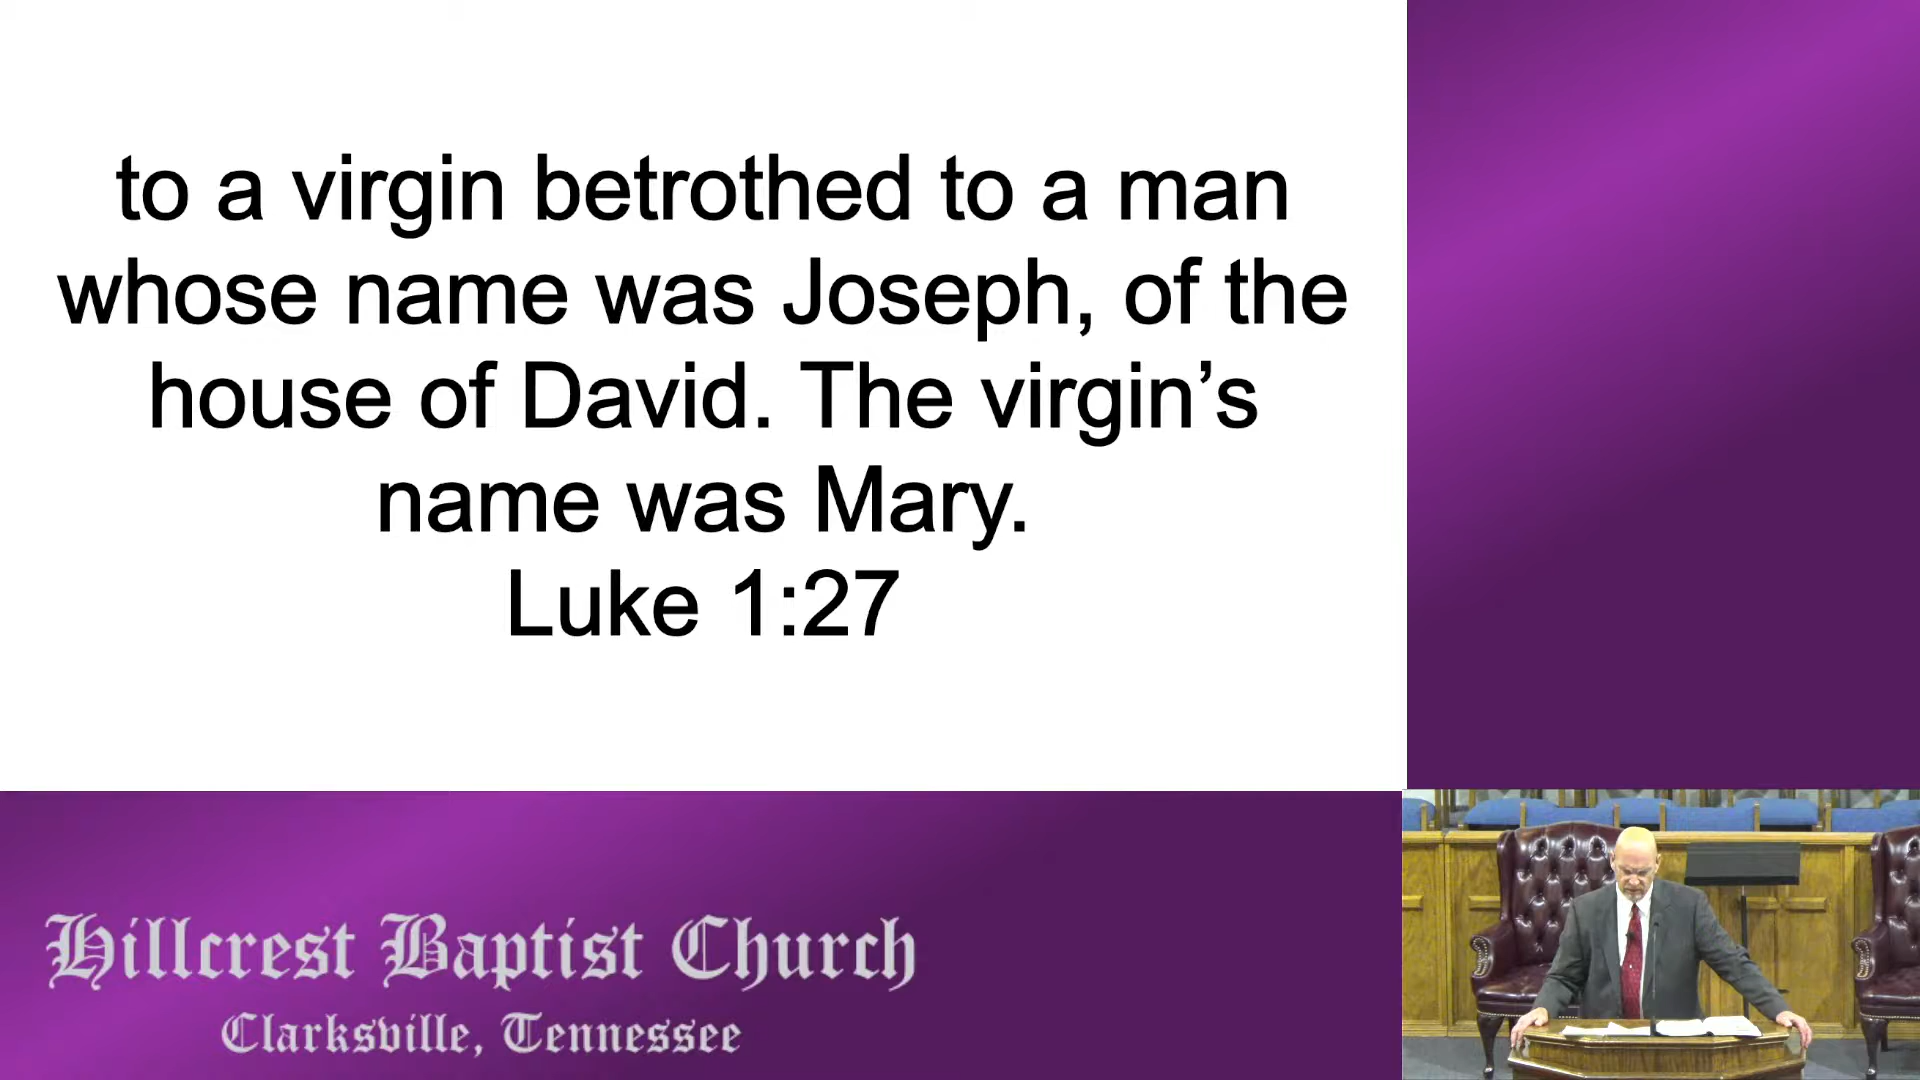 to a virgin betrothed to a man
whose name was Joseph, of the
house of David. The virgin’s
name was Mary.
Luke 1:27
Hillcrest Baptist Church
Clarksville, Tennessee